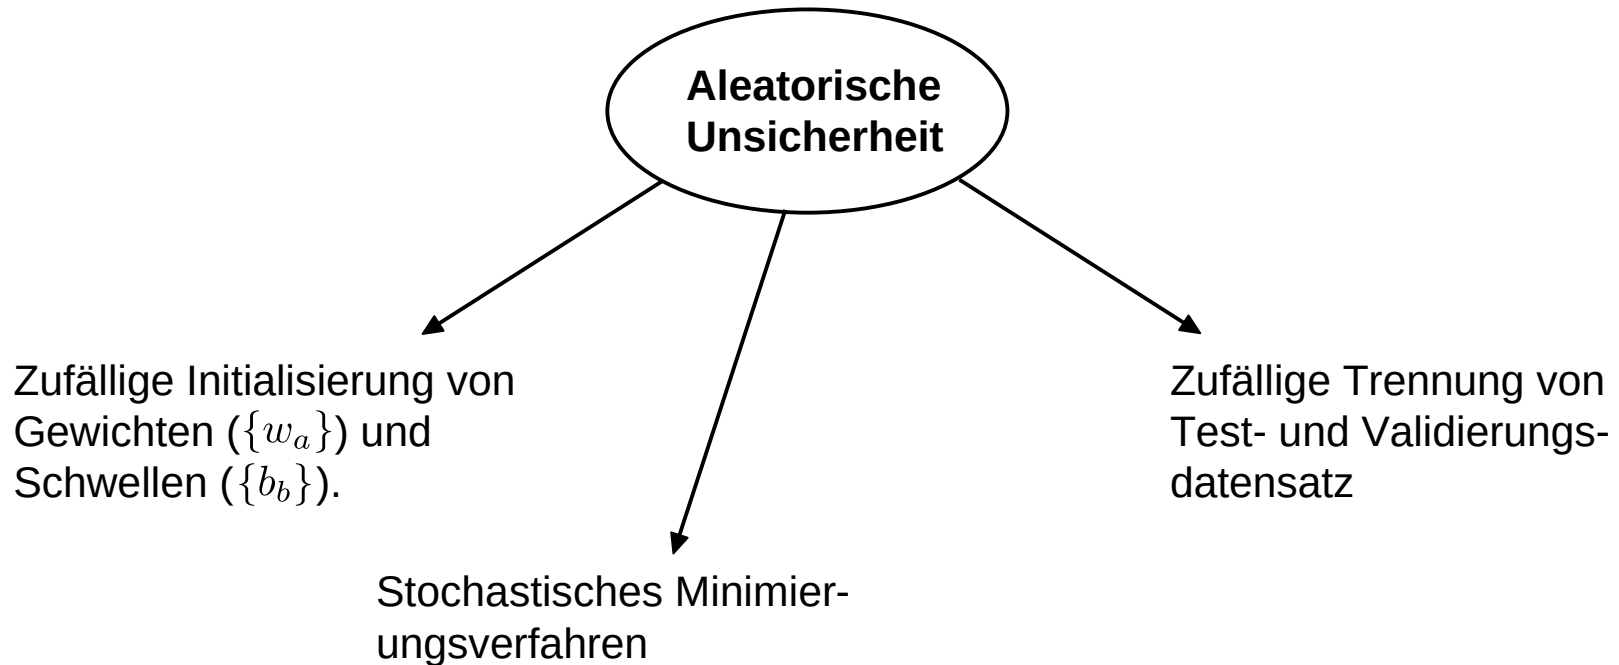 Aleatorische
Unsicherheit
Zufällige Initialisierung von
Gewichten ({w_a}) und
Schwellen ({b_b}).
Stochastisches Minimier-
ungsverfahren
Zufällige Trennung von
Test- und Validierungs-
datensatz